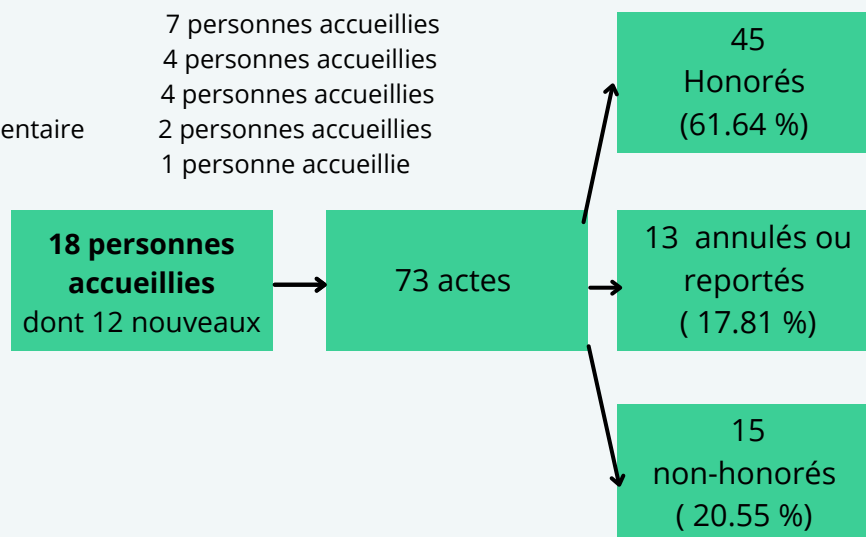 7 personnes accueillies
4 personnes accueillies
4 personnes accueillies
entaire 2 personnes accueillies
1 personne accueillie
18 personnes
accueillies
dont 12 nouveaux
73 actes
45
Honorés
(61.64 %)
13 annulés ou
reportés
( 17.81 %)
15
non-honorés
( 20.55 %)